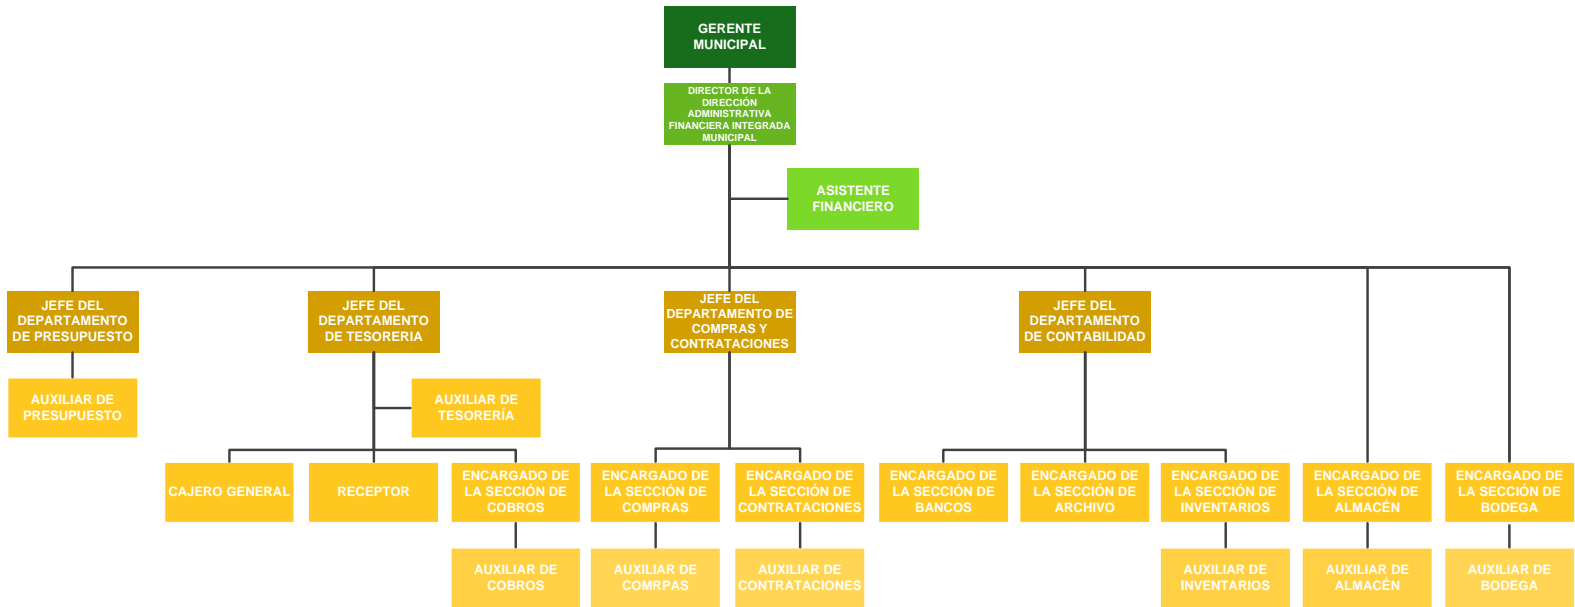 GERENTE
MUNICIPAL
DIRECTOR DE LA
DIRECCIÓN
ADMINISTRATIVA
FINANCIERA INTEGRADA
MUNICIPAL
ASISTENTE
FINANCIERO
JEFE DEL
DEPARTAMENTO
DE PRESUPUESTO
JEFE DEL
DEPARTAMENTO
DE TESORERIA
JEFE DEL
DEPARTAMENTO DE
COMPRAS Y
CONTRATACIONES
JEFE DEL
DEPARTAMENTO
DE CONTABILIDAD
AUXILIAR DE
PRESUPUESTO
AUXILIAR DE
TESORERÍA
CAJERO GENERAL
RECEPTOR
ENCARGADO DE
LA SECCIÓN DE
COBROS
ENCARGADO DE
LA SECCIÓN DE
COMPRAS
ENCARGADO DE
LA SECCIÓN DE
CONTRATACIONES
ENCARGADO DE
LA SECCIÓN DE
BANCOS
ENCARGADO DE
LA SECCIÓN DE
ARCHIVO
ENCARGADO DE
LA SECCIÓN DE
INVENTARIOS
ENCARGADO DE
LA SECCIÓN DE
ALMACÉN
ENCARGADO DE
LA SECCIÓN DE
BODEGA
AUXILIAR DE
COBROS
AUXILIAR DE
COMRPAS
AUXILIAR DE
CONTRATACIONES
AUXILIAR DE
INVENTARIOS
AUXILIAR DE
ALMACÉN
AUXILIAR DE
BODEGA